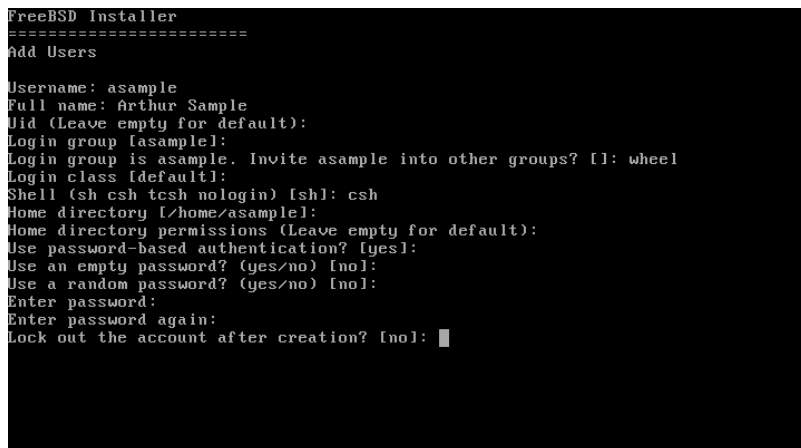 FreeBSD Installer
========================
Add Users
Username: asample
Full name: Arthur Sample
Uid (Leave empty for default):
Login group [asample]:
Login group is asample. Invite asample into other groups? []: wheel
Login class [default]:
Shell (sh csh tcsh nologin) [sh]: csh
Home directory [/home/asample]:
Home directory permissions (Leave empty for default):
Use password-based authentication? [yes]:
Use an empty password? (yes/no) [no]:
Use a random password? (yes/no) [no]:
Enter password:
Enter password again:
Lock out the account after creation? [no]: